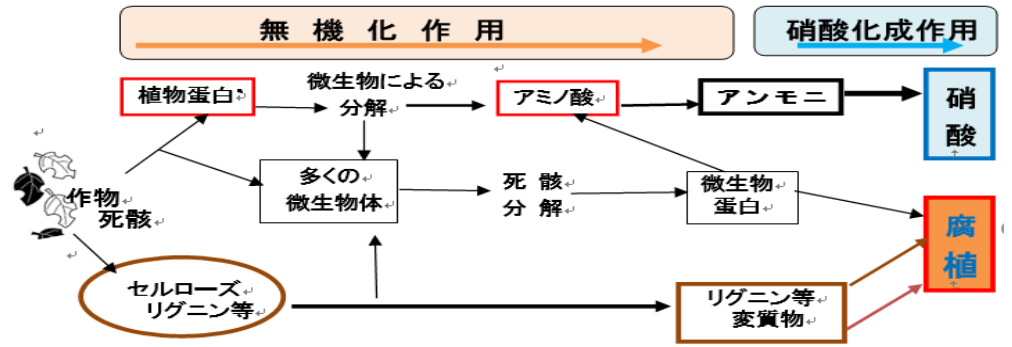 無機化作用
硝酸化成作用
植物蛋白
微生物による
分解
アミノ酸
アンモニ
硝
酸
作物
死骸
多くの
微生物体
死骸
分解
微生物
蛋白
腐
植
セルローズ
リグニン等
リグニン等
変質物